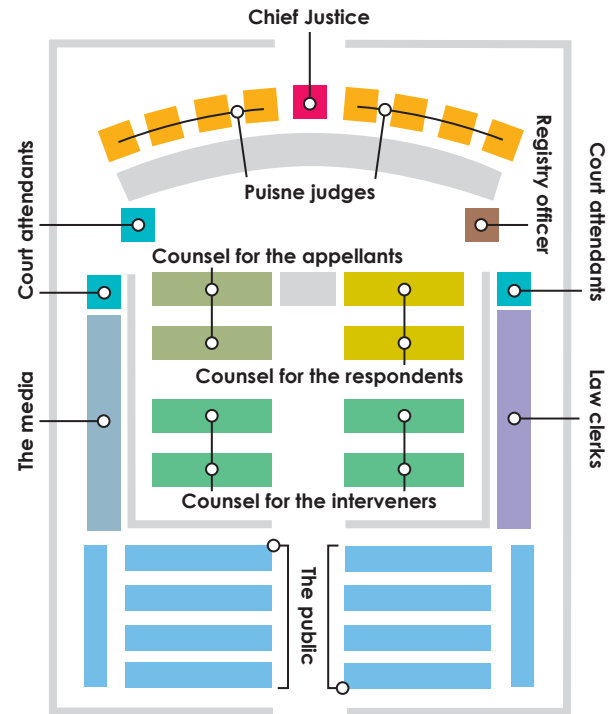 Chief Justice
Puisne judges
Court attendants
Registry officer
Court attendants
Counsel for the appellants
Counsel for the respondents
The media
Law clerks
Counsel for the interveners
The public